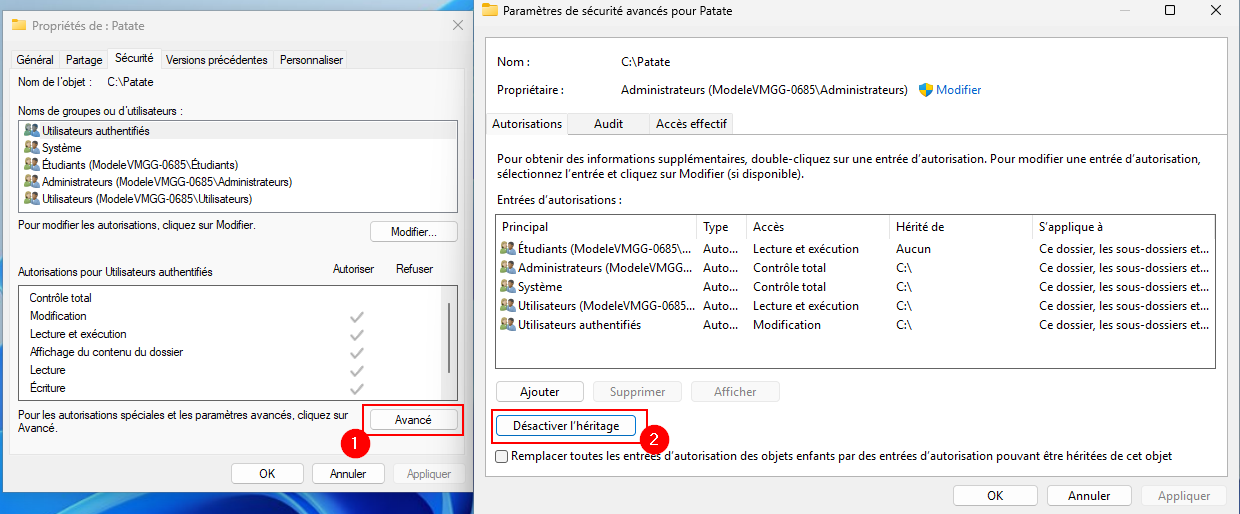 Propriétés de : Patate
Général Partage Sécurité Versions précédentes Personnaliser
Nom de l'objet : C:\Patate
Noms de groupes ou d'utilisateurs :
Utilisateurs authentifiés
Système
Étudiants (ModeleVMGG-0685\Étudiants)
Administrateurs (ModeleVMGG-0685\Administrateurs)
Utilisateurs (ModeleVMGG-0685\Utilisateurs)
Pour modifier les autorisations, cliquez sur Modifier.
Modifier...
Autorisations pour Utilisateurs authentifiés Autoriser Refuser
Contrôle total
Modification
Lecture et exécution
Affichage du contenu du dossier
Lecture
Écriture
Pour les autorisations spéciales et les paramètres avancés, cliquez sur
Avancé.
Avancé
1
OK Annuler Appliquer
Paramètres de sécurité avancés pour Patate
Nom : C:\Patate
Propriétaire : Administrateurs (ModeleVMGG-0685\Administrateurs) Modifier
Autorisations Audit Accès effectif
Pour obtenir des informations supplémentaires, double-cliquez sur une entrée d'autorisation. Pour modifier une entrée d'autorisation,
sélectionnez l'entrée et cliquez sur Modifier (si disponible).
Entrées d'autorisations :
Principal Type Accès Hérité de S'applique à
Étudiants (ModeleVMGG-0685\... Auto... Lecture et exécution Aucun Ce dossier, les sous-dossiers et...
Administrateurs (ModeleVMGG... Auto... Contrôle total C:\ Ce dossier, les sous-dossiers et...
Système Auto... Contrôle total C:\ Ce dossier, les sous-dossiers et...
Utilisateurs (ModeleVMGG-0685... Auto... Lecture et exécution C:\ Ce dossier, les sous-dossiers et...
Utilisateurs authentifiés Auto... Modification C:\ Ce dossier, les sous-dossiers et...
Ajouter Supprimer Afficher
Désactiver l'héritage
2
Remplacer toutes les entrées d'autorisation des objets enfants par des entrées d'autorisation pouvant être héritées de cet objet
OK Annuler Appliquer